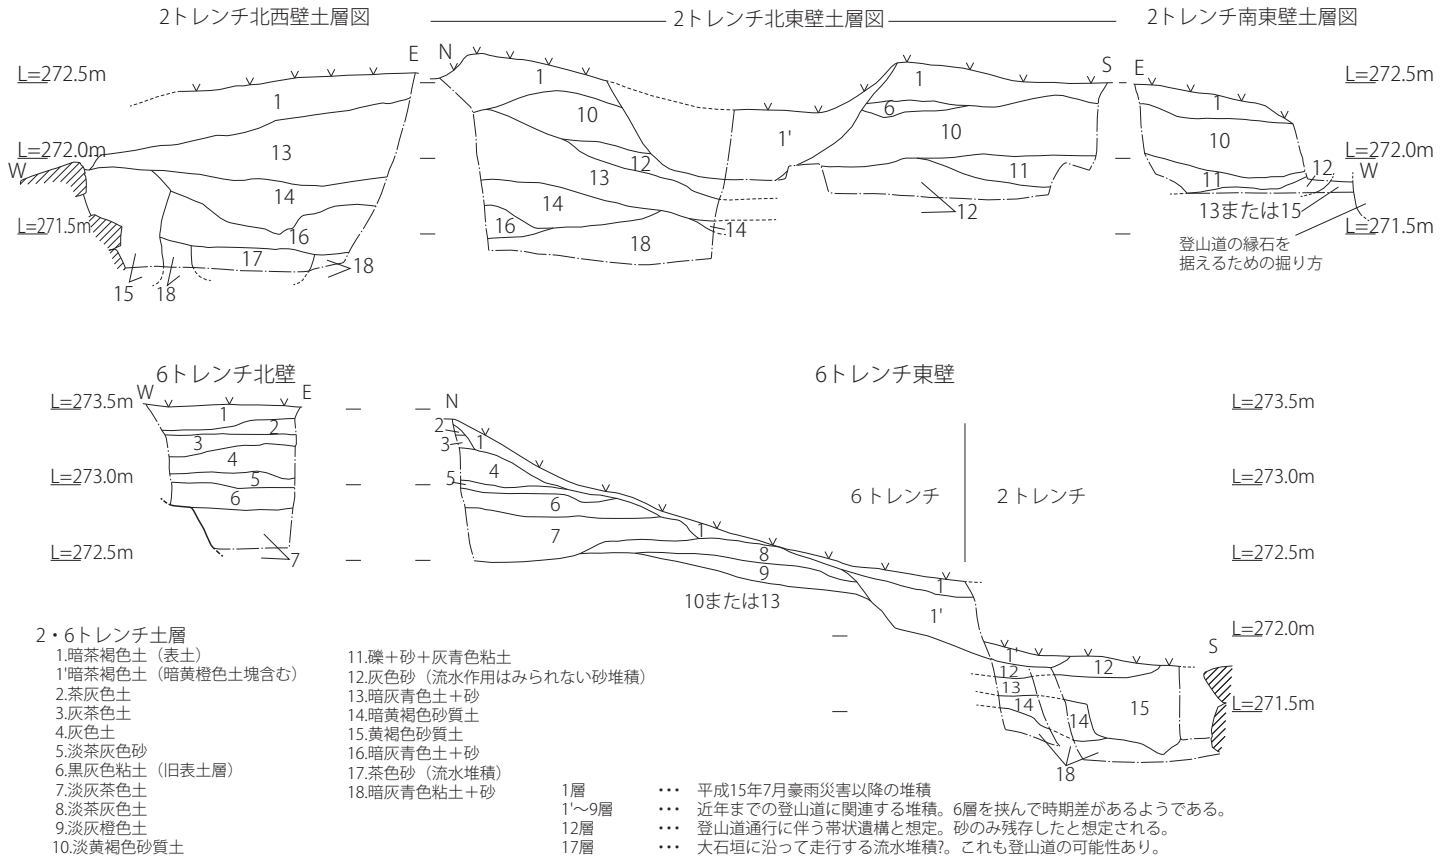 2トレンチ北西壁土層図
2トレンチ北東壁土層図
2トレンチ南東壁土層図
E N S E
L=272.5m L=272.5m
1 1 1 1
6
10 10 10
1'
L=272.0m L=272.0m
W 13 12 12 W
13 11 11
14 14
L=271.5m L=271.5m
16 16 14 12 13または15
17 18 18
15 18
登山道の縁石を
据えるための掘り方
6トレンチ北壁
6トレンチ東壁
W E N
L=273.5m L=273.5m
1 2 2 1
3 3
4 4
L=273.0m L=273.0m
5 5
6 6
6トレンチ 2トレンチ
7 7 1
L=272.5m L=272.5m
8
9 1
10または13
1'
L=272.0m L=272.0m
1' 12 S
12
13
L=271.5m
14 14 15
18
2・6トレンチ土層
1.暗茶褐色土（表土）
1'暗茶褐色土（暗黄橙色土塊含む）
2.茶灰色土
3.灰茶色土
4.灰色土
5.淡茶灰色砂
6.黒灰色粘土（旧表土層）
7.淡灰茶色土
8.淡茶灰色土
9.淡灰橙色土
10.淡黄褐色砂質土
11.礫＋砂＋灰青色粘土
12.灰色砂（流水作用はみられない砂堆積）
13.暗灰青色土＋砂
14.暗黄褐色砂質土
15.黄褐色砂質土
16.暗灰青色土＋砂
17.茶色砂（流水堆積）
18.暗灰青色粘土＋砂
1層 … 平成15年7月豪雨災害以降の堆積
1'〜9層 … 近年までの登山道に関連する堆積。6層を挟んで時期差があるようである。
12層 … 登山道通行に伴う帯状遺構と想定。砂のみ残存したと想定される。
17層 … 大石垣に沿って走行する流水堆積?。これも登山道の可能性あり。